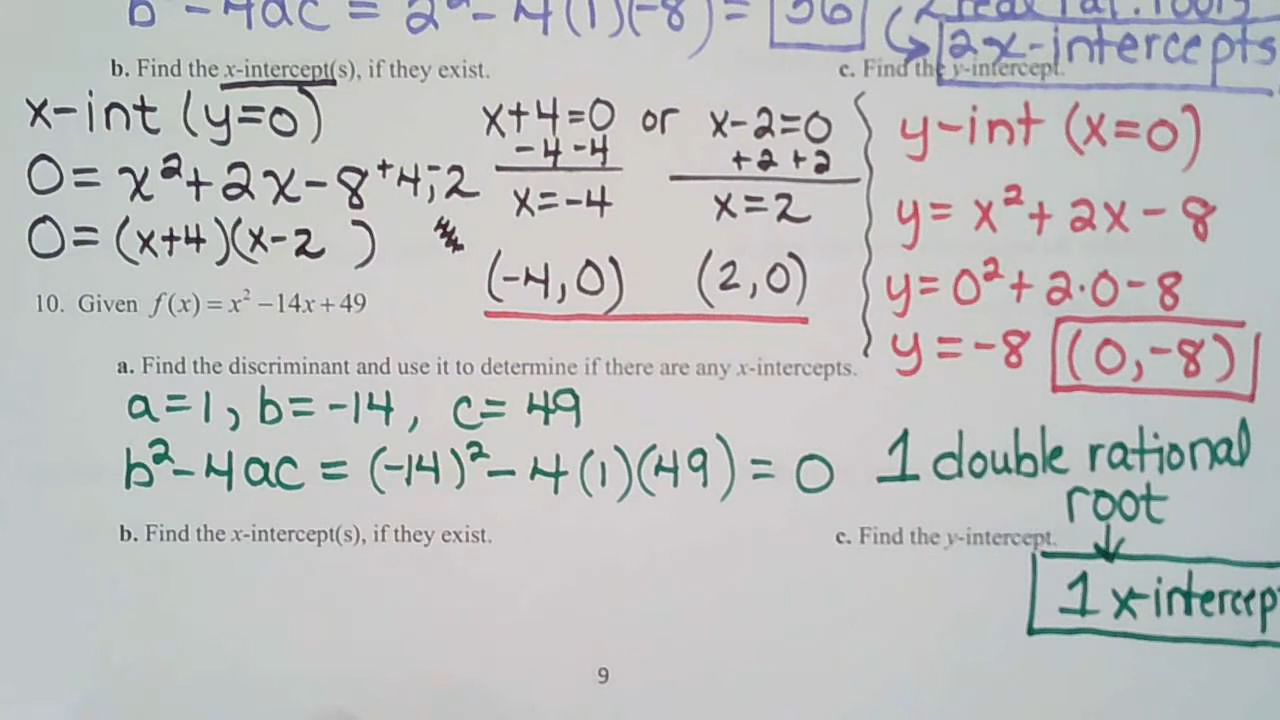 b² - 4ac = 2² - 4(1)(-8) = 36
2 x-intercepts
b. Find the x-intercept(s), if they exist.
c. Find the y-intercept.
x-int (y=0)
0 = x² + 2x - 8 +4,-2
0 = (x+4)(x-2 )
x+4=0 or x-2=0
-4 -4 +2 +2
x=-4 x=2
(-4,0) (2,0)
y-int (x=0)
y = x² + 2x - 8
y = 0² + 2·0 - 8
y = -8 (0,-8)
10. Given f(x) = x² - 14x + 49
a. Find the discriminant and use it to determine if there are any x-intercepts.
a=1, b=-14, c=49
b² - 4ac = (-14)² - 4(1)(49) = 0
1 double rational
root
↓
1 x-intercep
b. Find the x-intercept(s), if they exist.
c. Find the y-intercept.
9